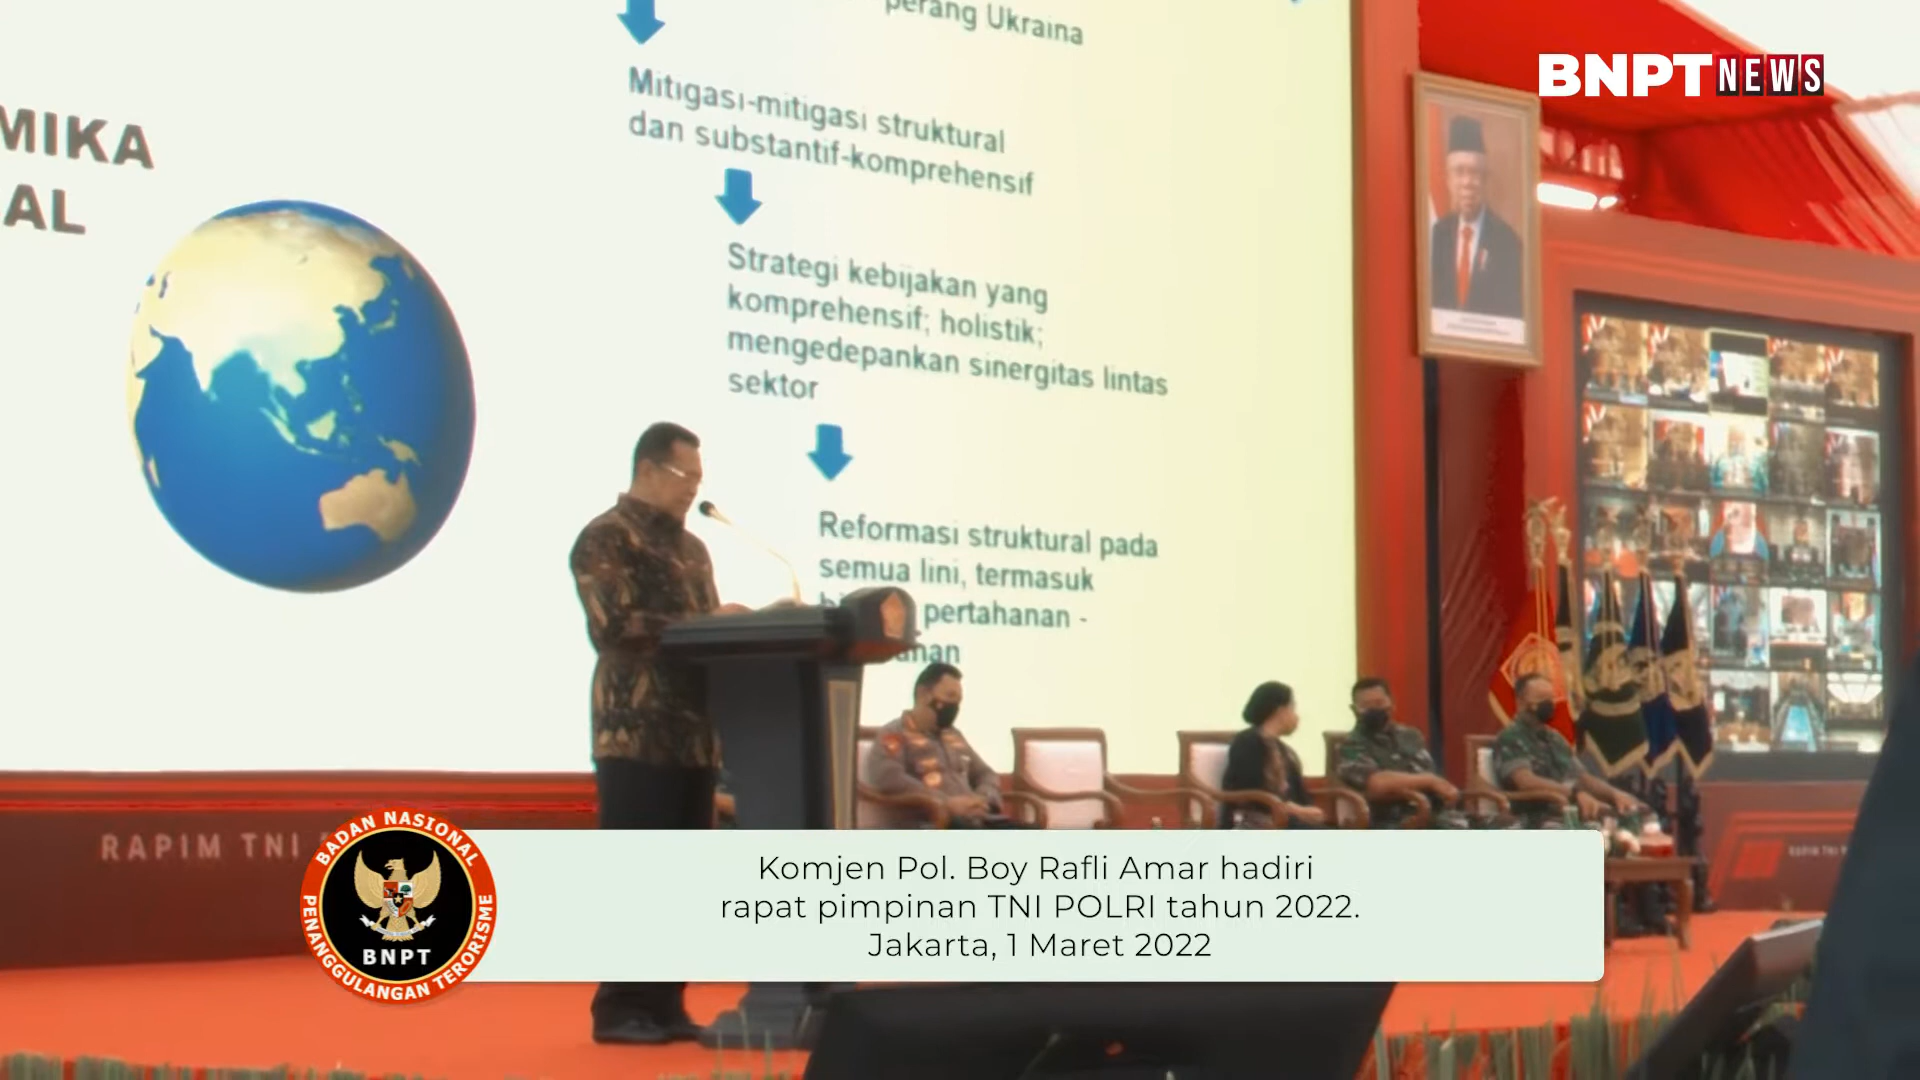 perang Ukraina
BNPT NEWS
Mitigasi-mitigasi struktural
dan substantif-komprehensif
MIKA
AL
Strategi kebijakan yang
komprehensif; holistik;
mengedepankan sinergitas lintas
sektor
Reformasi struktural pada
semua lini, termasuk
pertahanan -
RAPIM TNI
BADAN NASIONAL
PENANGGULANGAN TERORISME
BNPT
Komjen Pol. Boy Rafli Amar hadiri
rapat pimpinan TNI POLRI tahun 2022.
Jakarta, 1 Maret 2022